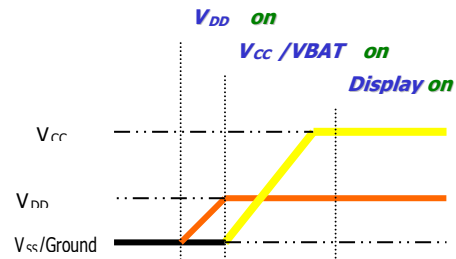 VDD on
VCC /VBAT on
Display on
VCC
VDD
VSS/Ground